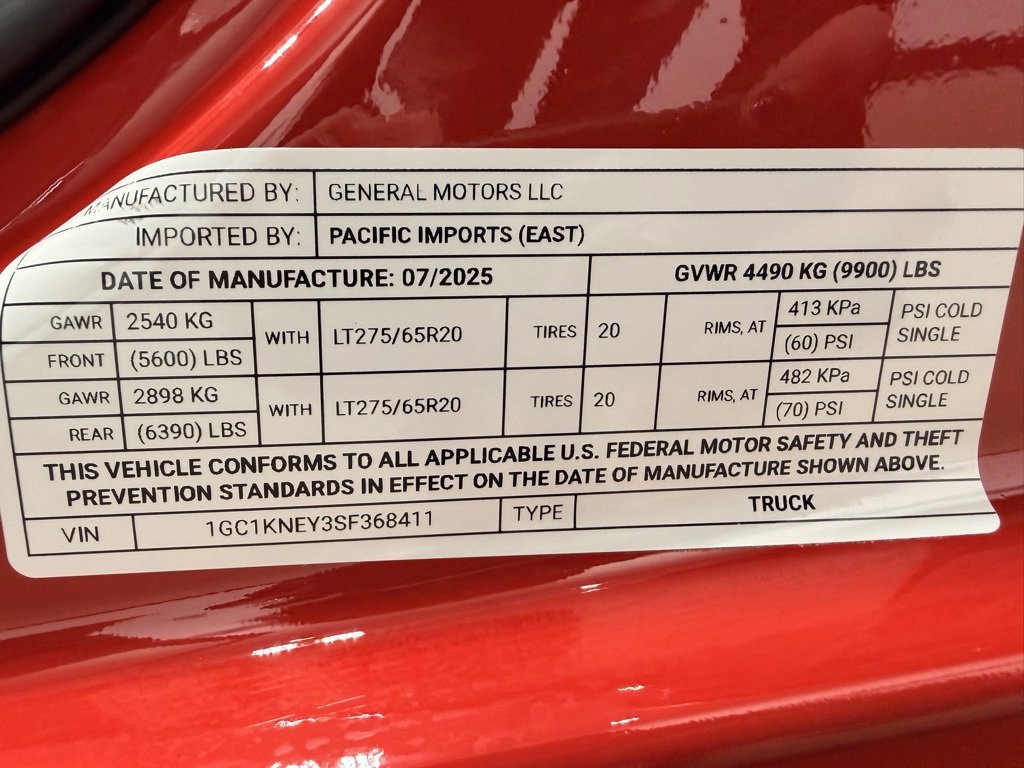 MANUFACTURED BY: GENERAL MOTORS LLC
IMPORTED BY: PACIFIC IMPORTS (EAST)
DATE OF MANUFACTURE: 07/2025 GVWR 4490 KG (9900) LBS
GAWR 2540 KG WITH LT275/65R20 TIRES 20 RIMS, AT 413 KPa PSI COLD
FRONT (5600) LBS (60) PSI SINGLE
GAWR 2898 KG WITH LT275/65R20 TIRES 20 RIMS, AT 482 KPa PSI COLD
REAR (6390) LBS (70) PSI SINGLE
THIS VEHICLE CONFORMS TO ALL APPLICABLE U.S. FEDERAL MOTOR SAFETY AND THEFT
PREVENTION STANDARDS IN EFFECT ON THE DATE OF MANUFACTURE SHOWN ABOVE.
VIN 1GC1KNEY3SF368411 TYPE TRUCK